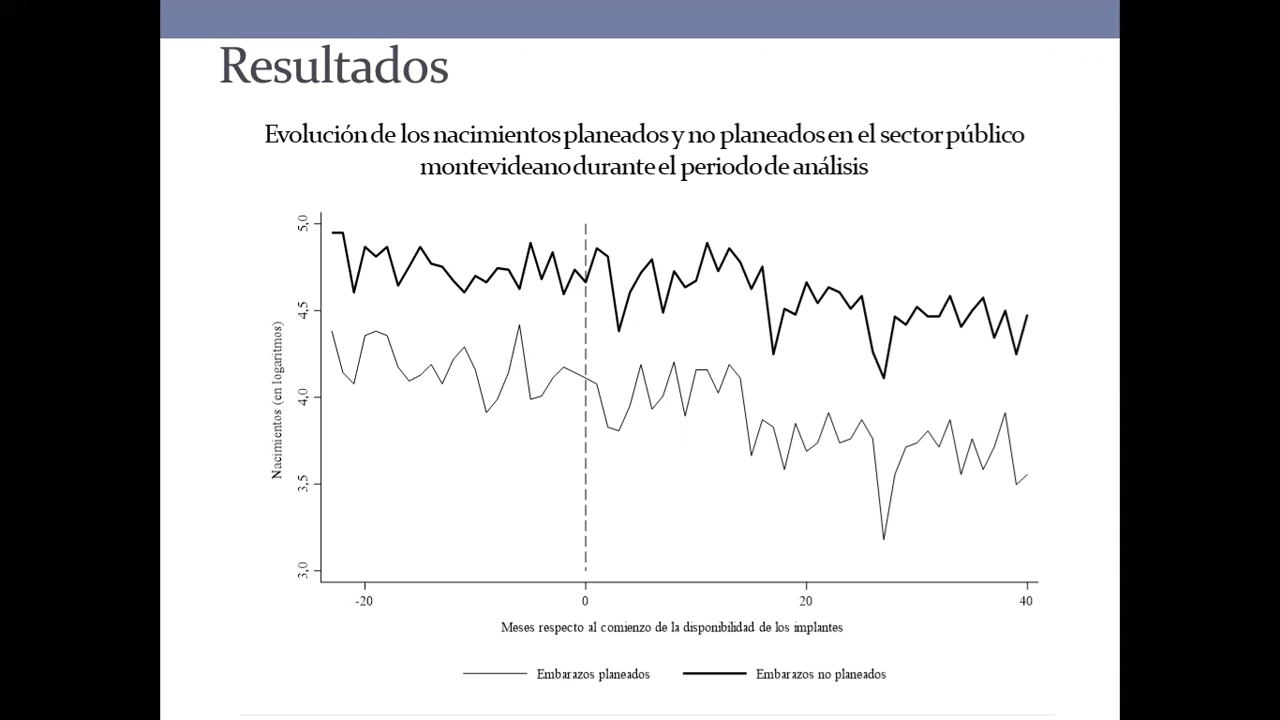 Resultados
Evolución de los nacimientos planeados y no planeados en el sector público
montevideano durante el periodo de análisis
5,0
4,5
4,0
3,5
3,0
Nacimientos (en logaritmos)
-20
0
20
40
Meses respecto al comienzo de la disponibilidad de los implantes
Embarazos planeados
Embarazos no planeados